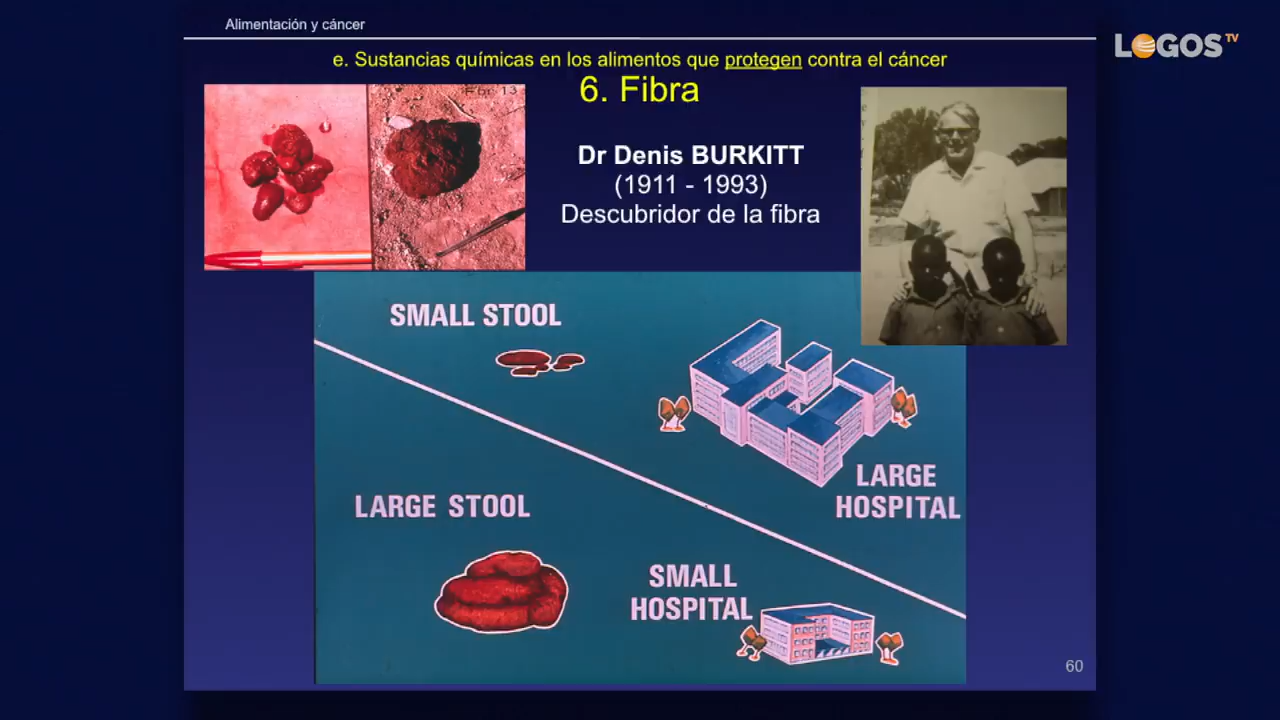 Alimentación y cáncer
LOGOS TV
e. Sustancias químicas en los alimentos que protegen contra el cáncer
6. Fibra
Dr Denis BURKITT
(1911 - 1993)
Descubridor de la fibra
SMALL STOOL
LARGE
HOSPITAL
LARGE STOOL
SMALL
HOSPITAL
60